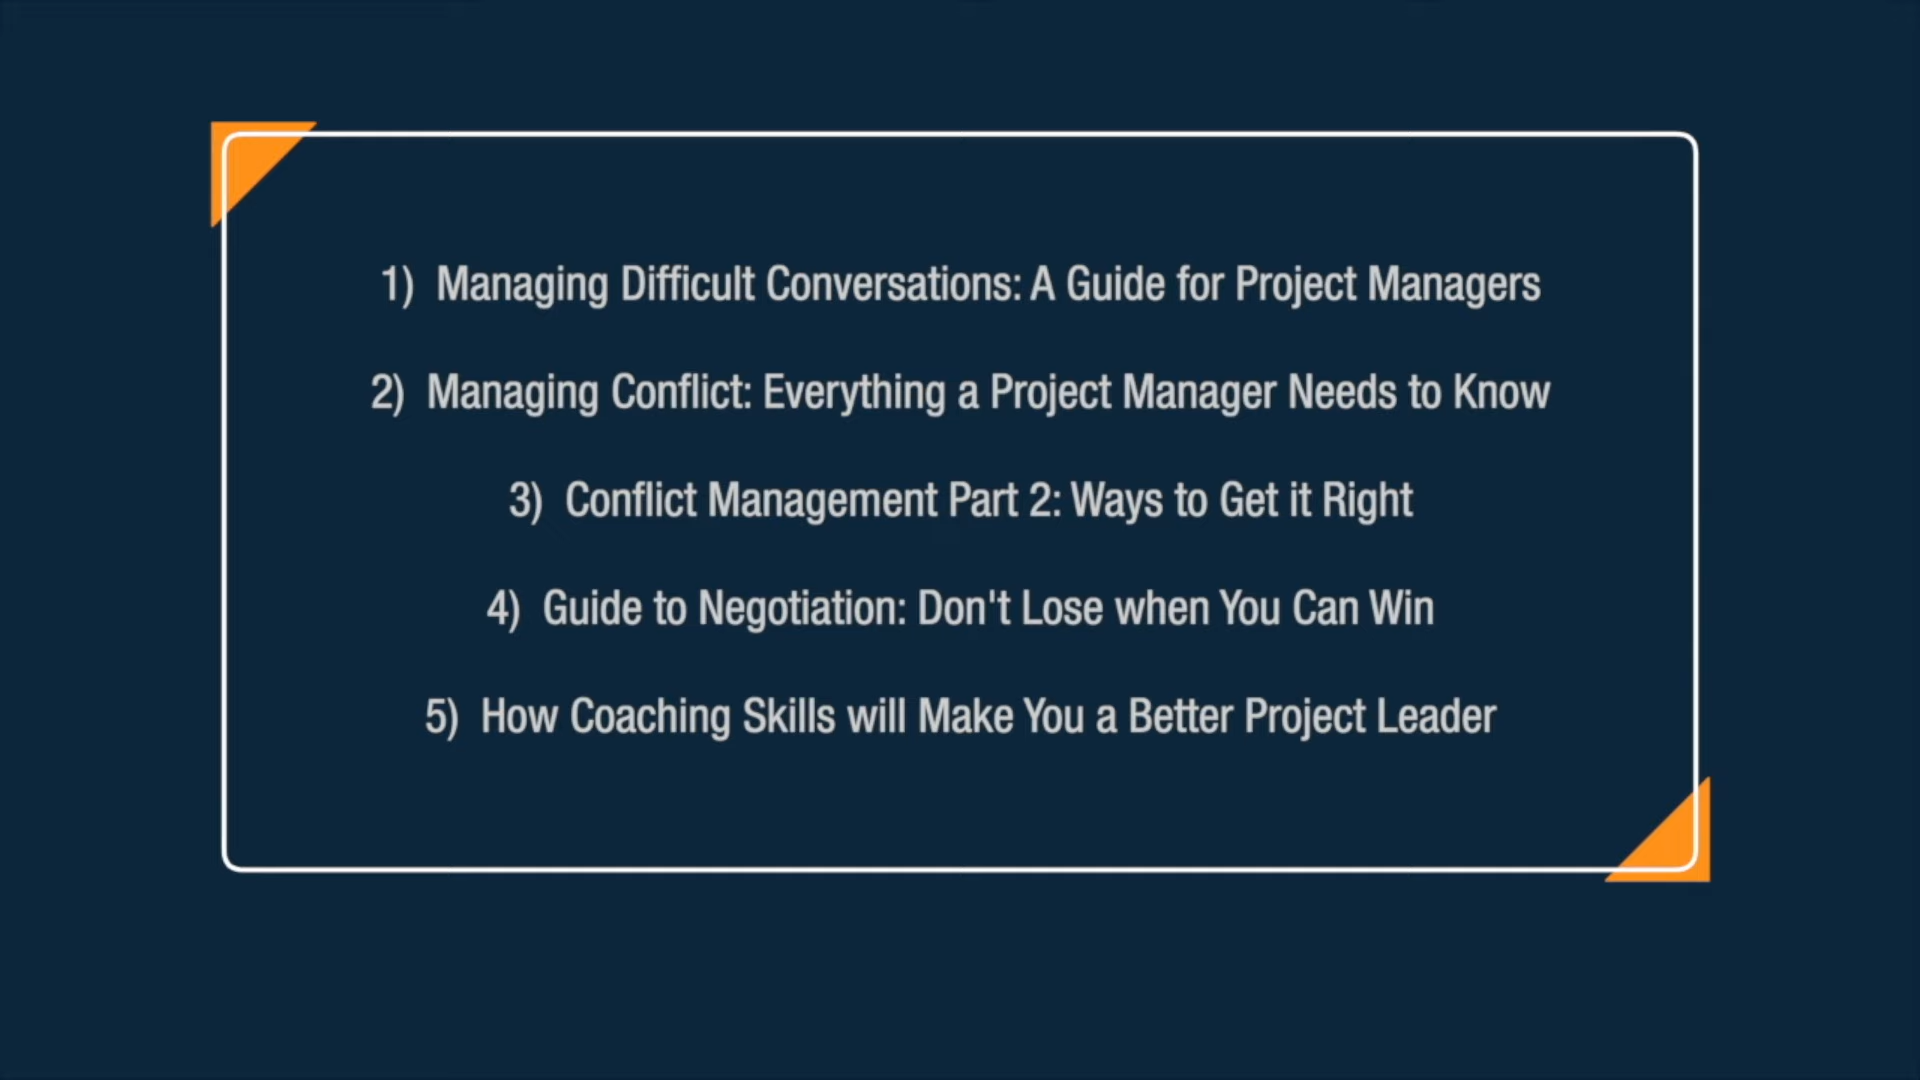 1) Managing Difficult Conversations: A Guide for Project Managers
2) Managing Conflict: Everything a Project Manager Needs to Know
3) Conflict Management Part 2: Ways to Get it Right
4) Guide to Negotiation: Don't Lose when You Can Win
5) How Coaching Skills will Make You a Better Project Leader